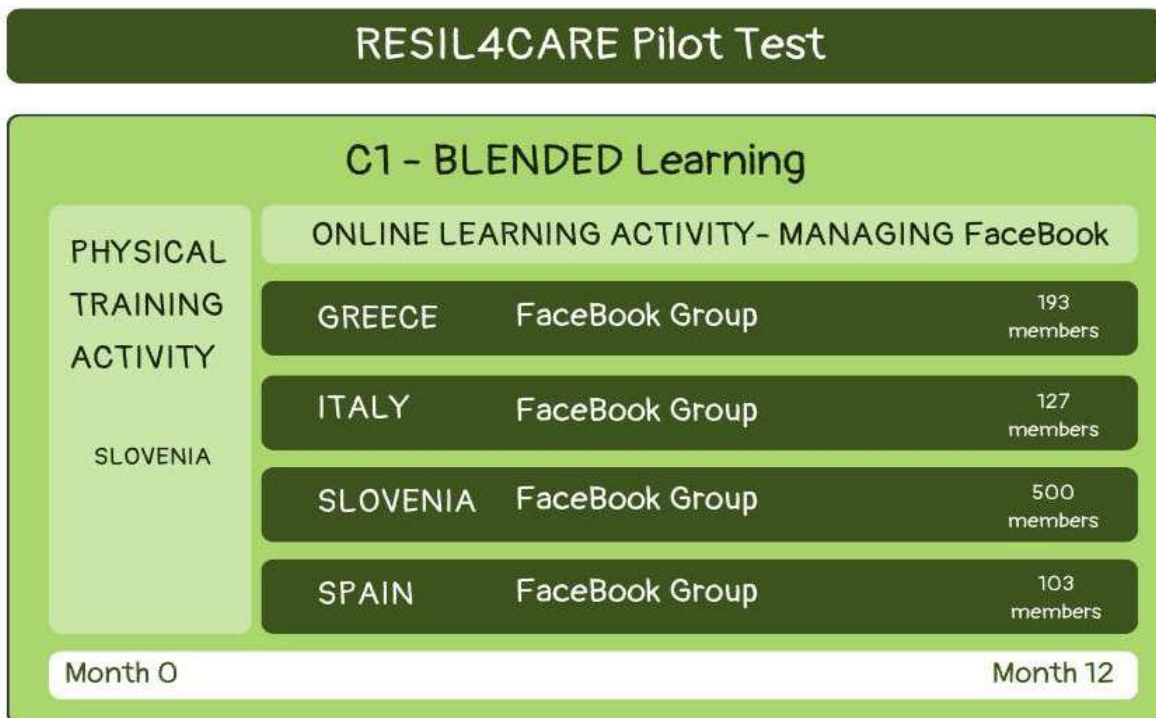 RESIL4CARE Pilot Test
C1 - BLENDED Learning
PHYSICAL
TRAINING
ACTIVITY
SLOVENIA
ONLINE LEARNING ACTIVITY- MANAGING FaceBook
GREECE FaceBook Group 193
members
ITALY FaceBook Group 127
members
SLOVENIA FaceBook Group 500
members
SPAIN FaceBook Group 103
members
Month 0 Month 12